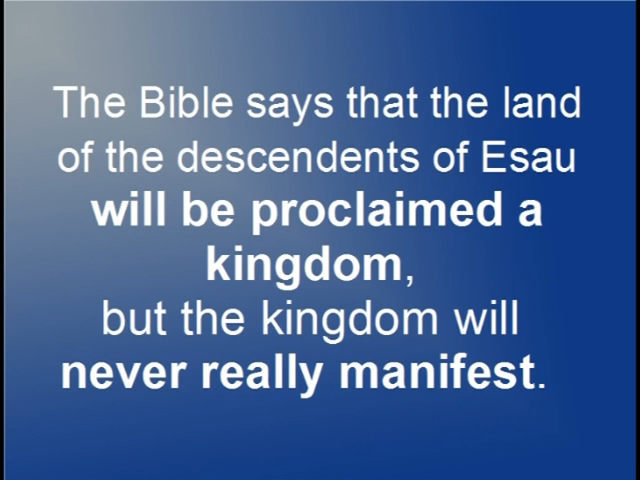 The Bible says that the land
of the descendents of Esau
will be proclaimed a
kingdom,
but the kingdom will
never really manifest.